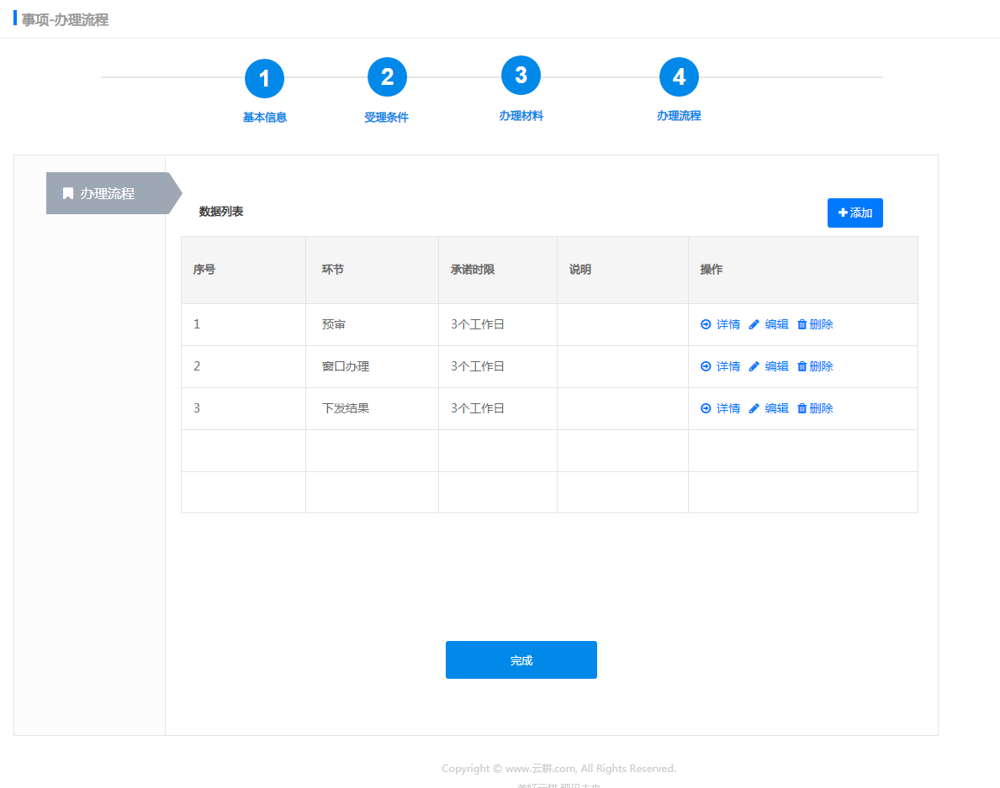 事项-办理流程
1 2 3 4
基本信息 受理条件 办理材料 办理流程
办理流程
数据列表 添加
序号 环节 承诺时限 说明 操作
1 预审 3个工作日 详情 编辑 删除
2 窗口办理 3个工作日 详情 编辑 删除
3 下发结果 3个工作日 详情 编辑 删除
完成
Copyright © www.云耕.com, All Rights Reserved.